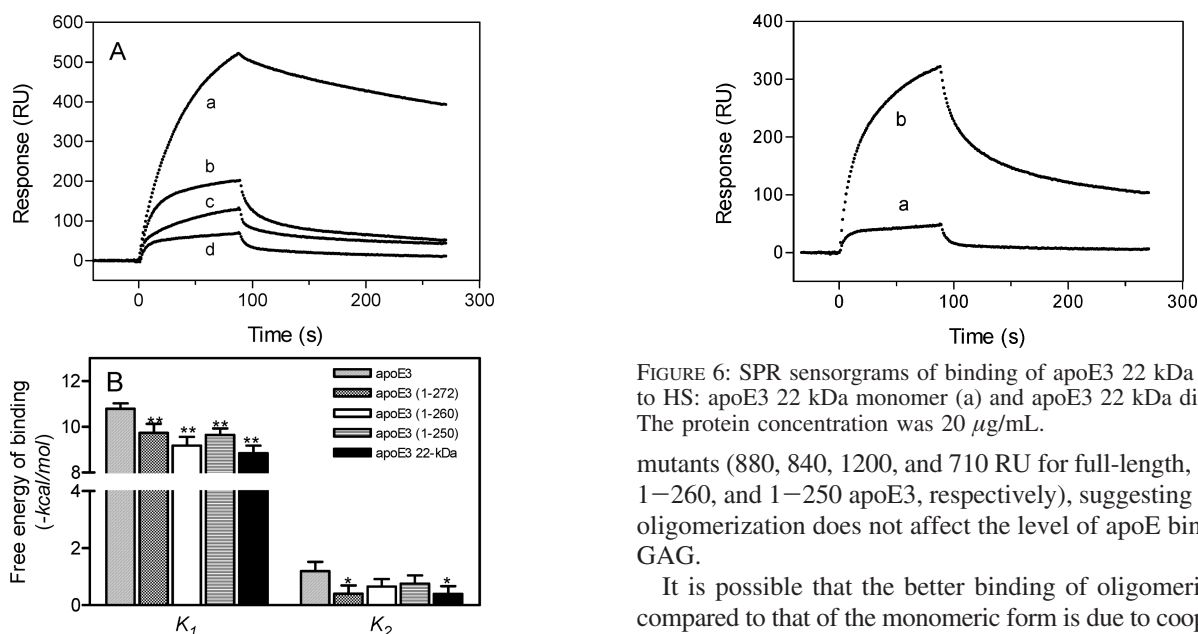 600
A
500
400
a
300
b
200
c
100
d
0
Response (RU)
0 100 200 300
Time (s)
B
12
10
8
4
2
0
Free energy of binding
(-kcal/mol)
apoE3
apoE3 (1-272)
apoE3 (1-260)
apoE3 (1-250)
apoE3 22-kDa
** ** ** **
* *
K1 K2
400
300
b
200
100
a
0
Response (RU)
0 100 200 300
Time (s)
FIGURE 6: SPR sensorgrams of binding of apoE3 22 kDa
to HS: apoE3 22 kDa monomer (a) and apoE3 22 kDa
The protein concentration was 20 μg/mL.
mutants (880, 840, 1200, and 710 RU for full-length,
1−260, and 1−250 apoE3, respectively), suggesting
oligomerization does not affect the level of apoE
GAG.
It is possible that the better binding of
compared to that of the monomeric form is due to